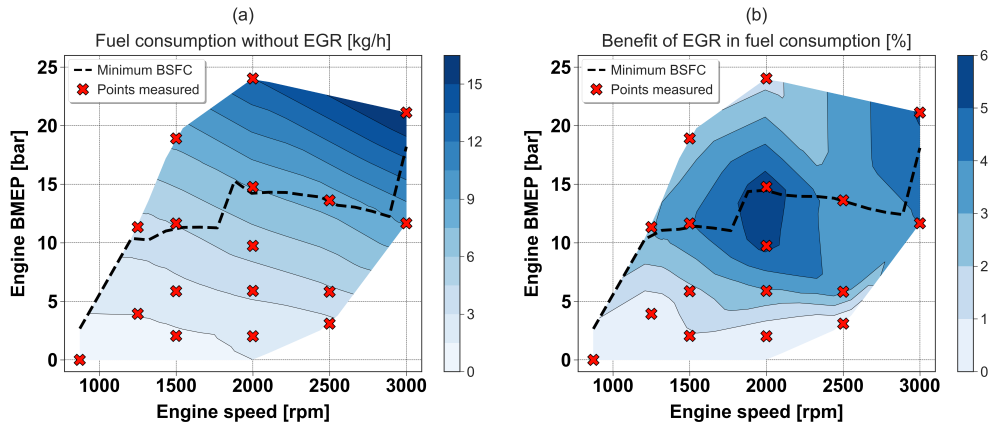 (a)
Fuel consumption without EGR [kg/h]
Minimum BSFC
Points measured
Engine BMEP [bar]
25
20
15
10
5
0
1000 1500 2000 2500 3000
Engine speed [rpm]
15
12
9
6
3
0
(b)
Benefit of EGR in fuel consumption [%]
Minimum BSFC
Points measured
Engine BMEP [bar]
25
20
15
10
5
0
1000 1500 2000 2500 3000
Engine speed [rpm]
6
5
4
3
2
1
0